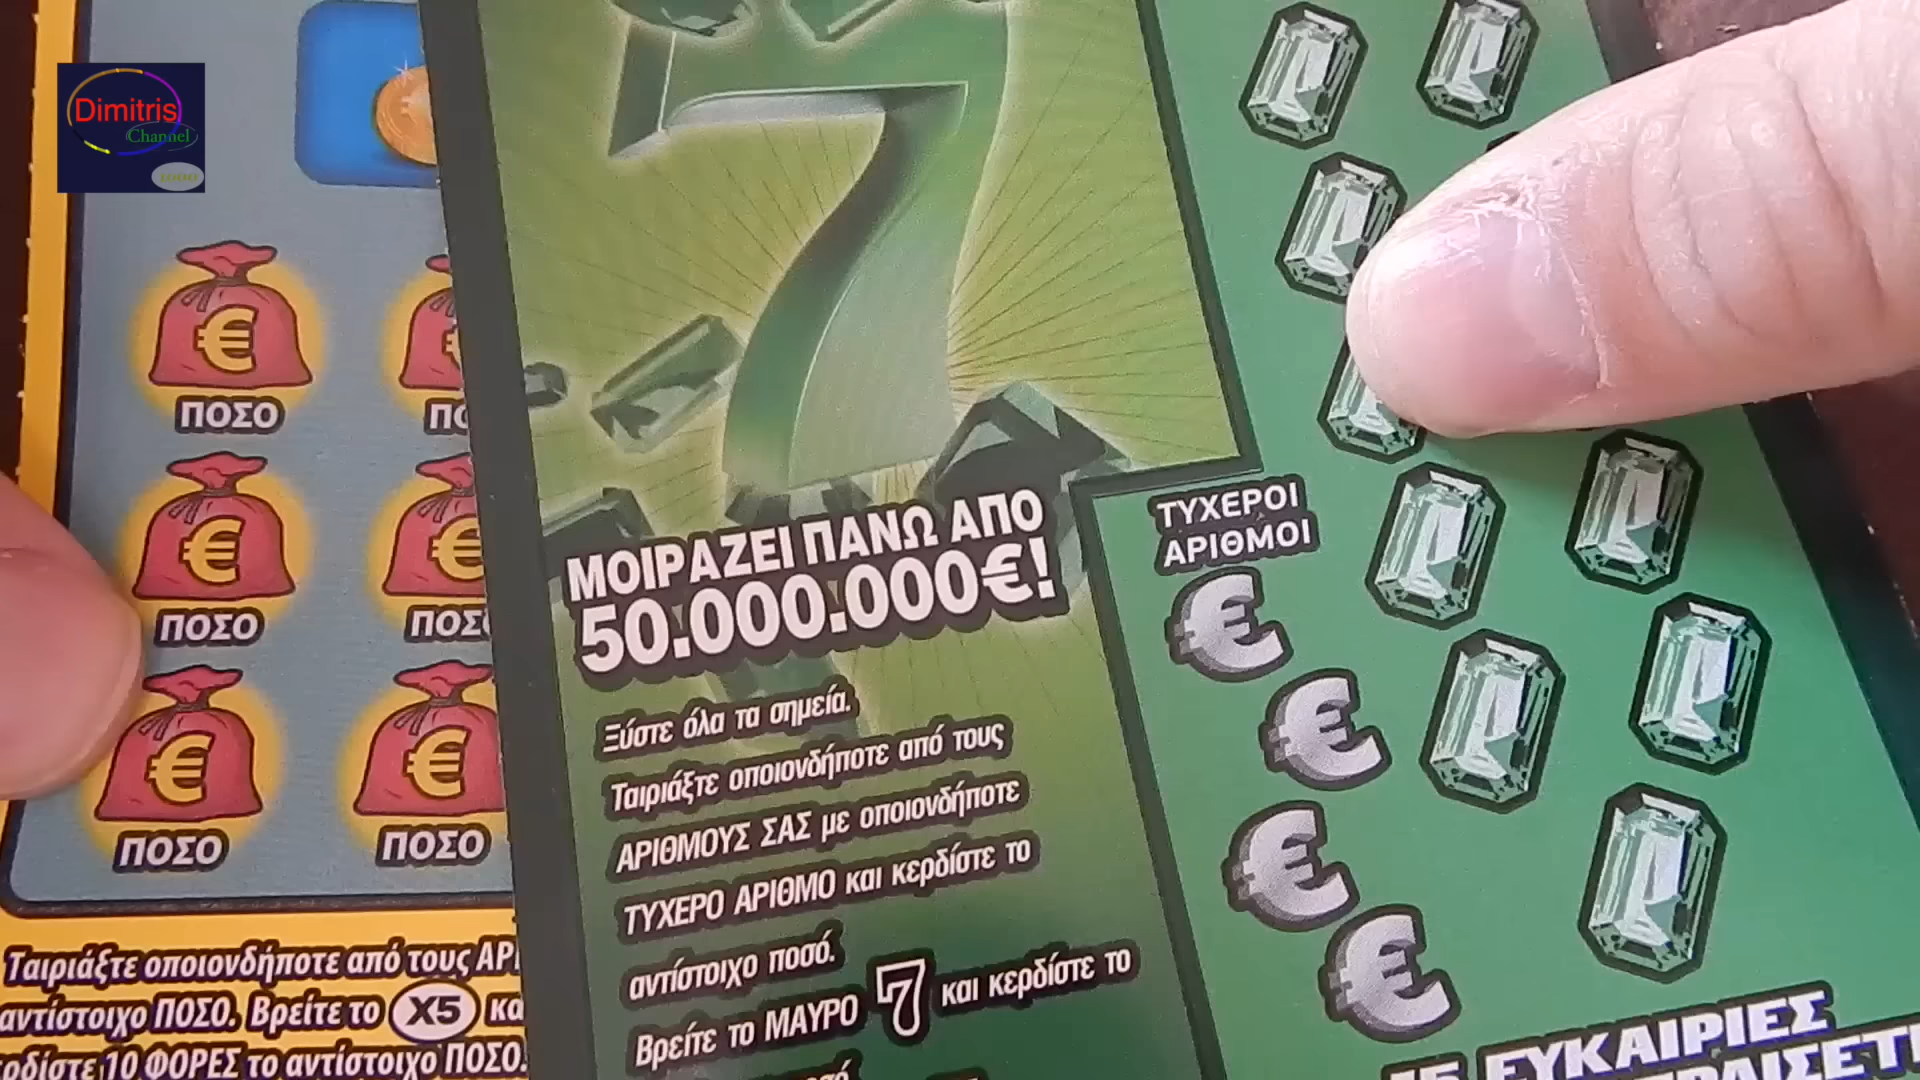 Dimitris
Channel
ΠΟΣΟ
ΠΟΣΟ
ΠΟΣΟ
ΠΟΣΟ
Ταιριάξτε οποιονδήποτε από τους
αντίστοιχο ΠΟΣΟ. Βρείτε το X5
10 ΦΟΡΕΣ το αντίστοιχο ΠΟΣΟ.
7
ΜΟΙΡΑΖΕΙ ΠΑΝΩ ΑΠΟ
50.000.000€!
Ξύστε όλα τα σημεία.
Ταιριάξτε οποιονδήποτε από τους
ΑΡΙΘΜΟΥΣ ΣΑΣ με οποιονδήποτε
ΤΥΧΕΡΟ ΑΡΙΘΜΟ και κερδίστε το
αντίστοιχο ποσό.
Βρείτε το ΜΑΥΡΟ 7 και κερδίστε το
ΤΥΧΕΡΟΙ
ΑΡΙΘΜΟΙ
€
€
€
€
15 ΕΥΚΑΙΡΙΕΣ